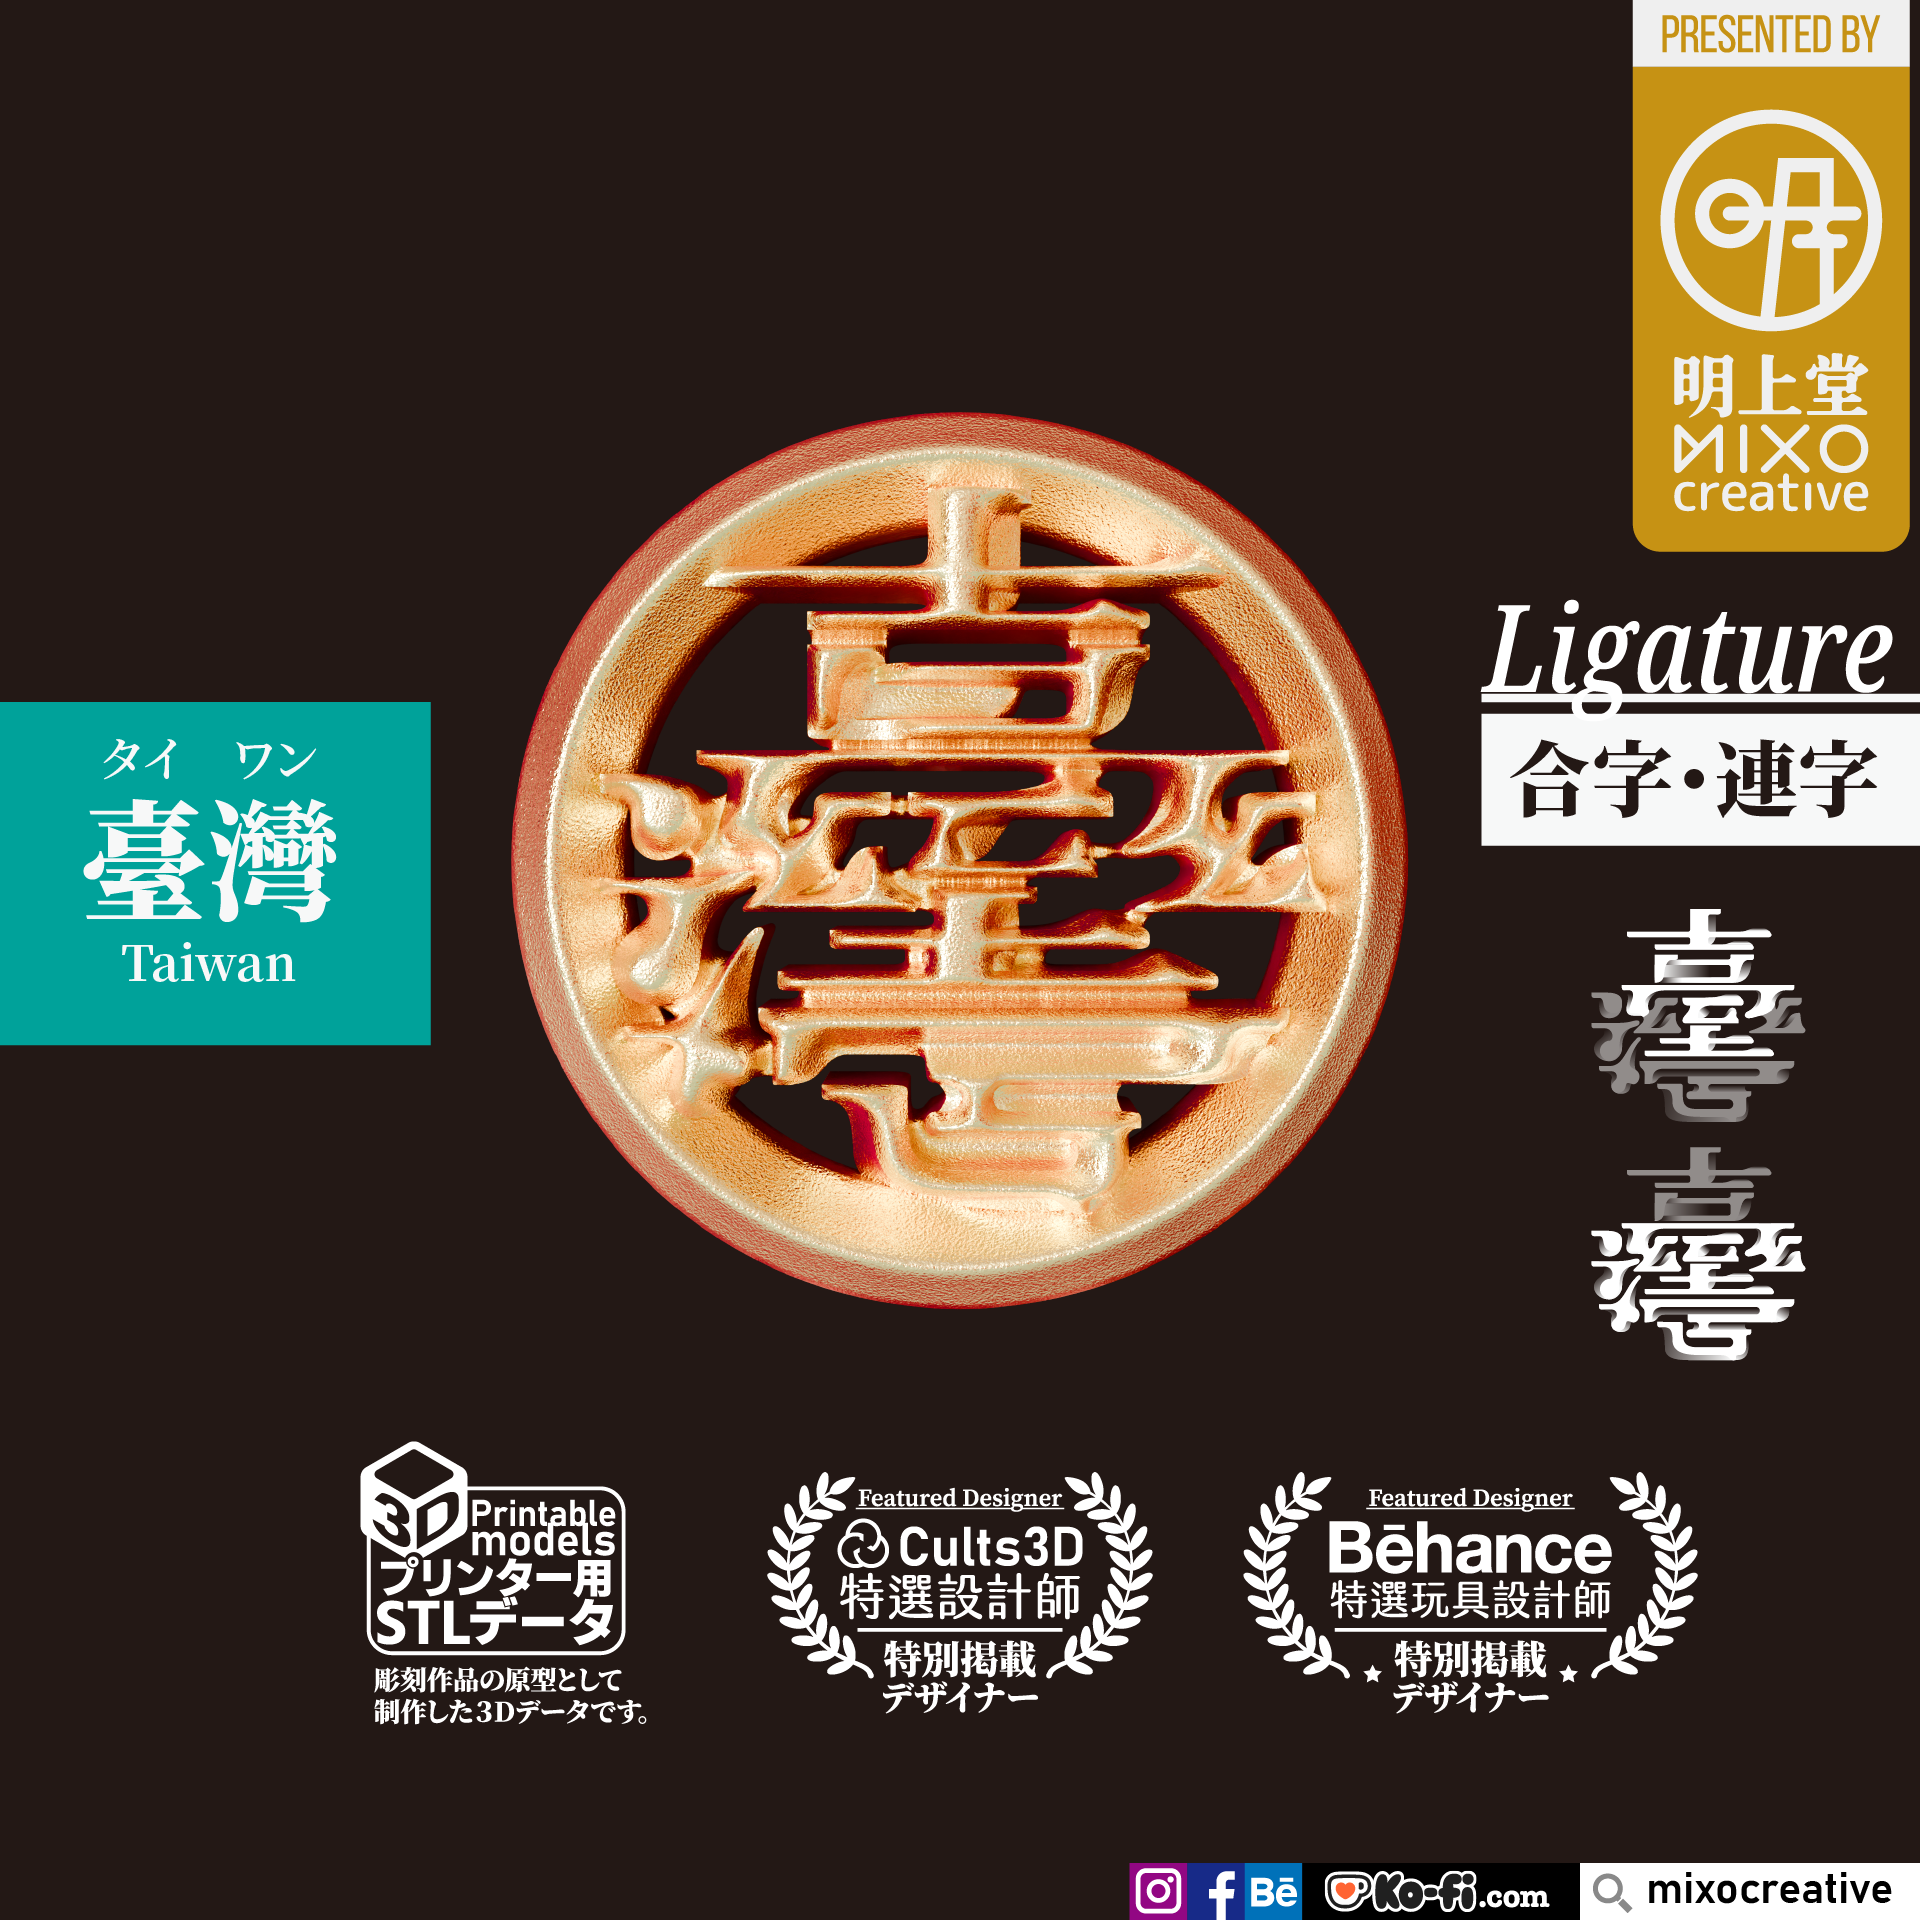 PRESENTED BY
明上堂
MIXO
creative
Ligature
合字・連字
タイ ワン
臺灣
Taiwan
3D
Printable
models
プリンター用
STLデータ
彫刻作品の原型として
制作した3Dデータです。
Featured Designer
Cults3D
特選設計師
特別掲載
デザイナー
Featured Designer
Bēhance
特選玩具設計師
特別掲載
デザイナー
Bē
Ko-fi.com
mixocreative